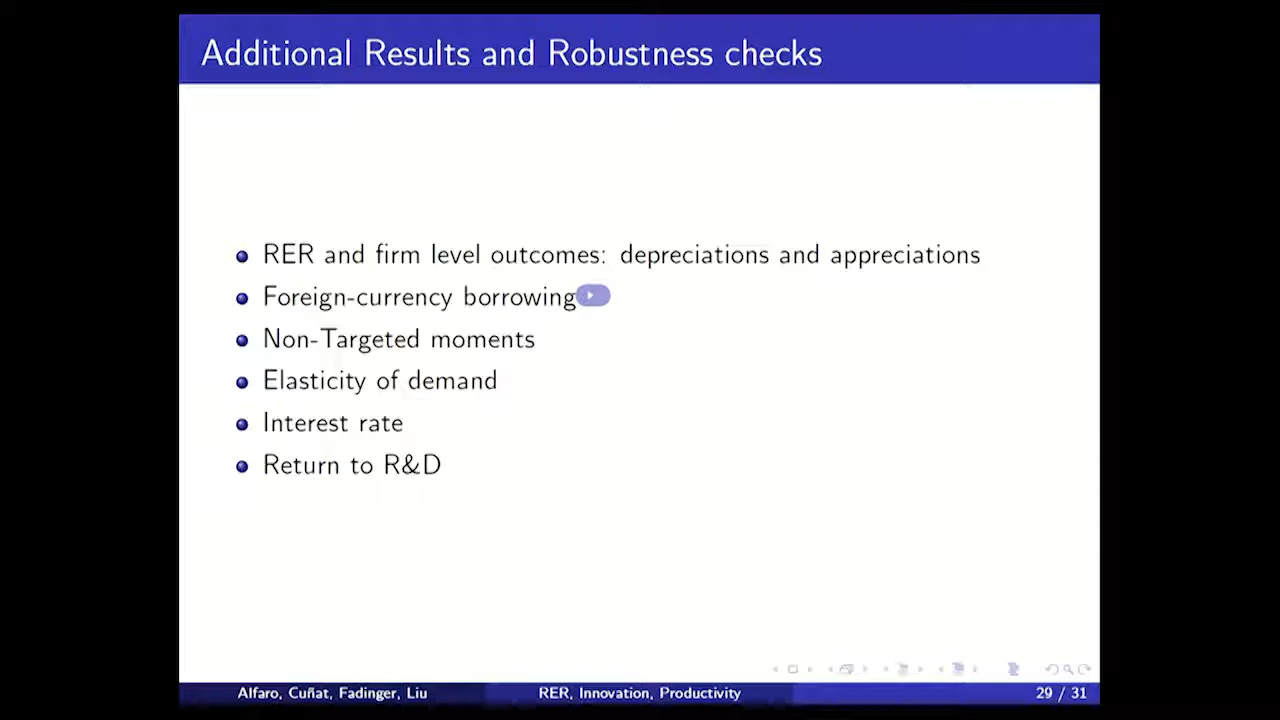 Additional Results and Robustness checks
RER and firm level outcomes: depreciations and appreciations
Foreign-currency borrowing
Non-Targeted moments
Elasticity of demand
Interest rate
Return to R&D
Alfaro, Cuñat, Fadinger, Liu
RER, Innovation, Productivity
29 / 31